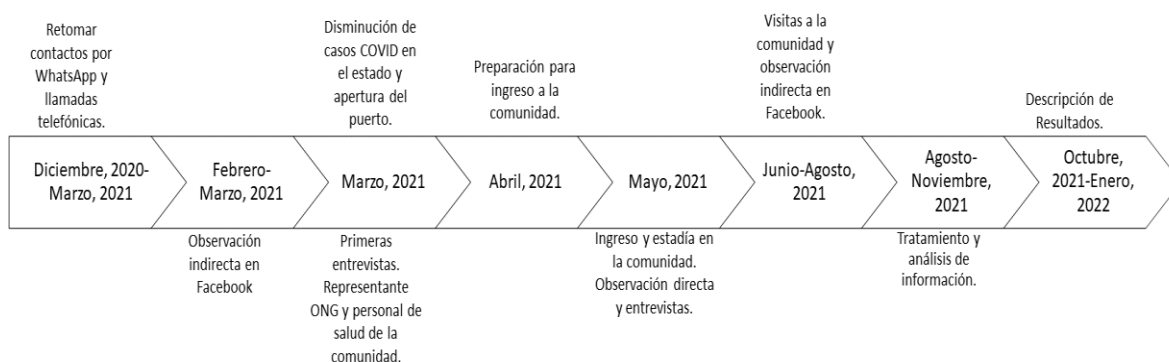 Retomar
contactos por
WhatsApp y
llamadas
telefónicas.
Disminución de
casos COVID en
el estado y
apertura del
puerto.
Preparación para
ingreso a la
comunidad.
Visitas a la
comunidad y
observación
indirecta en
Facebook.
Descripción de
Resultados.
Diciembre, 2020-
Marzo, 2021
Febrero-
Marzo, 2021
Marzo, 2021
Abril, 2021
Mayo, 2021
Junio-Agosto,
2021
Agosto-
Noviembre,
2021
Octubre,
2021-Enero,
2022
Observación
indirecta en
Facebook
Primeras
entrevistas.
Representante
ONG y personal de
salud de la
comunidad.
Ingreso y estadía en
la comunidad.
Observación directa
y entrevistas.
Tratamiento y
análisis de
información.